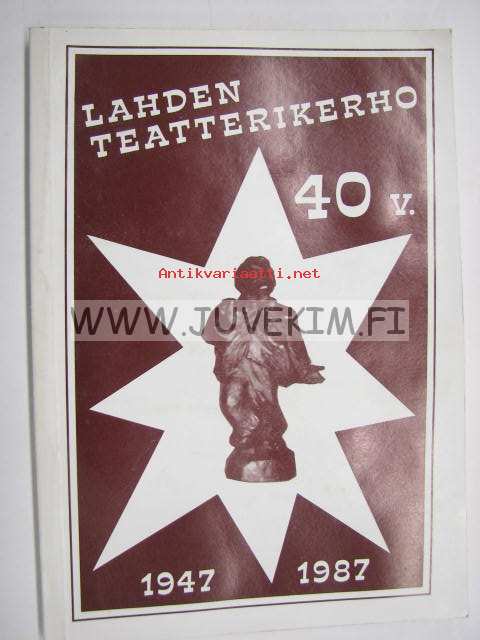 LAHDEN
TEATTERIKERHO
40 v.
Antikvariaatti.net
WWW.JUVEKIM.FI
1947 1987